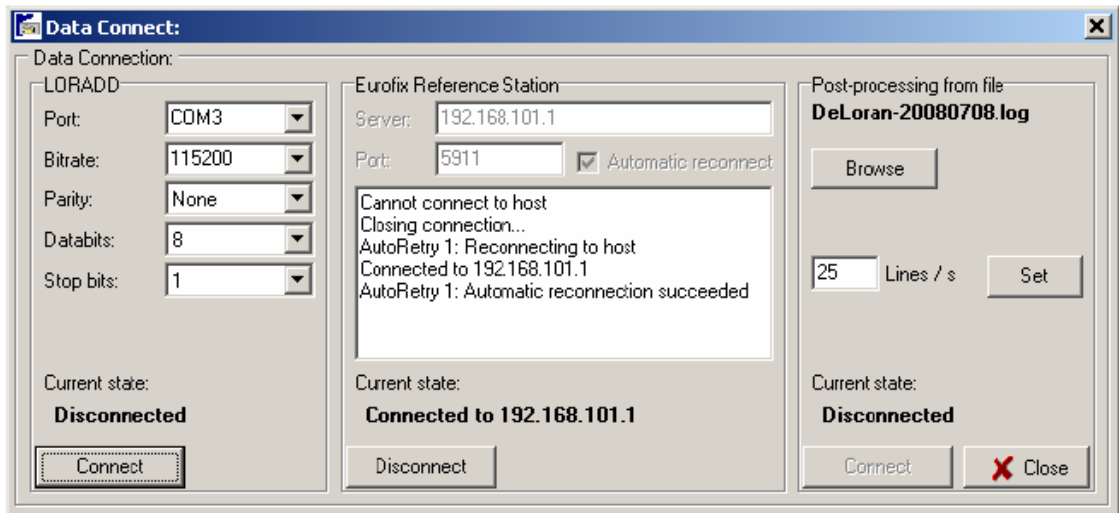 Data Connect:
Data Connection:
LORADD
Port: COM3
Bitrate: 115200
Parity: None
Databits: 8
Stop bits: 1
Current state:
Disconnected
Connect
Eurofix Reference Station
Server: 192.168.101.1
Port: 5911 Automatic reconnect
Cannot connect to host
Closing connection...
AutoRetry 1: Reconnecting to host
Connected to 192.168.101.1
AutoRetry 1: Automatic reconnection succeeded
Current state:
Connected to 192.168.101.1
Disconnect
Post-processing from file
DeLoran-20080708.log
Browse
25 Lines / s Set
Current state:
Disconnected
Connect Close